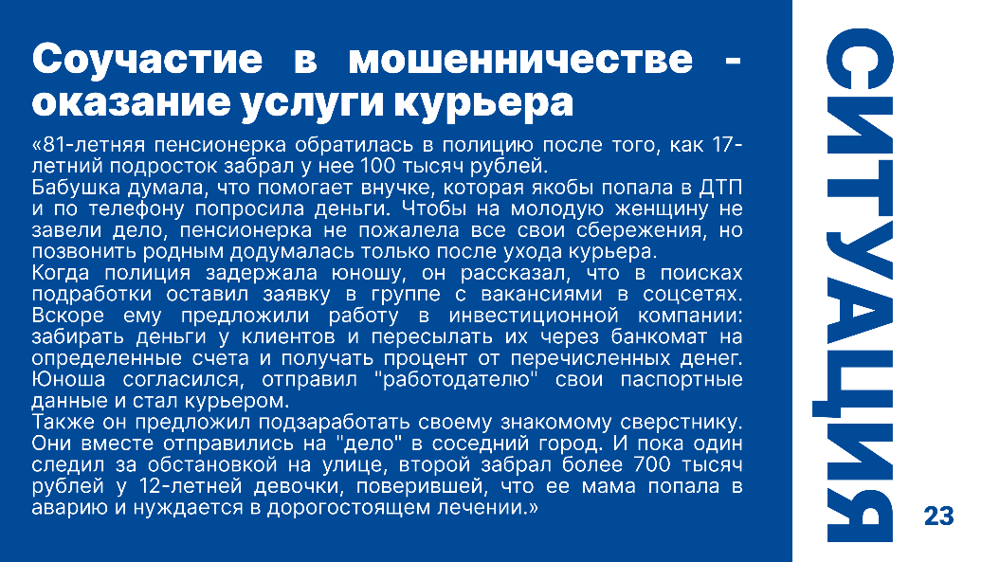 Соучастие в мошенничестве -
оказание услуги курьера
«81-летняя пенсионерка обратилась в полицию после того, как 17-
летний подросток забрал у нее 100 тысяч рублей.
Бабушка думала, что помогает внучке, которая якобы попала в ДТП
и по телефону попросила деньги. Чтобы на молодую женщину не
завели дело, пенсионерка не пожалела все свои сбережения, но
позвонить родным додумалась только после ухода курьера.
Когда полиция задержала юношу, он рассказал, что в поисках
подработки оставил заявку в группе с вакансиями в соцсетях.
Вскоре ему предложили работу в инвестиционной компании:
забирать деньги у клиентов и пересылать их через банкомат на
определенные счета и получать процент от перечисленных денег.
Юноша согласился, отправил "работодателю" свои паспортные
данные и стал курьером.
Также он предложил подзаработать своему знакомому сверстнику.
Они вместе отправились на "дело" в соседний город. И пока один
следил за обстановкой на улице, второй забрал более 700 тысяч
рублей у 12-летней девочки, поверившей, что ее мама попала в
аварию и нуждается в дорогостоящем лечении.»
СИТУАЦИЯ
23